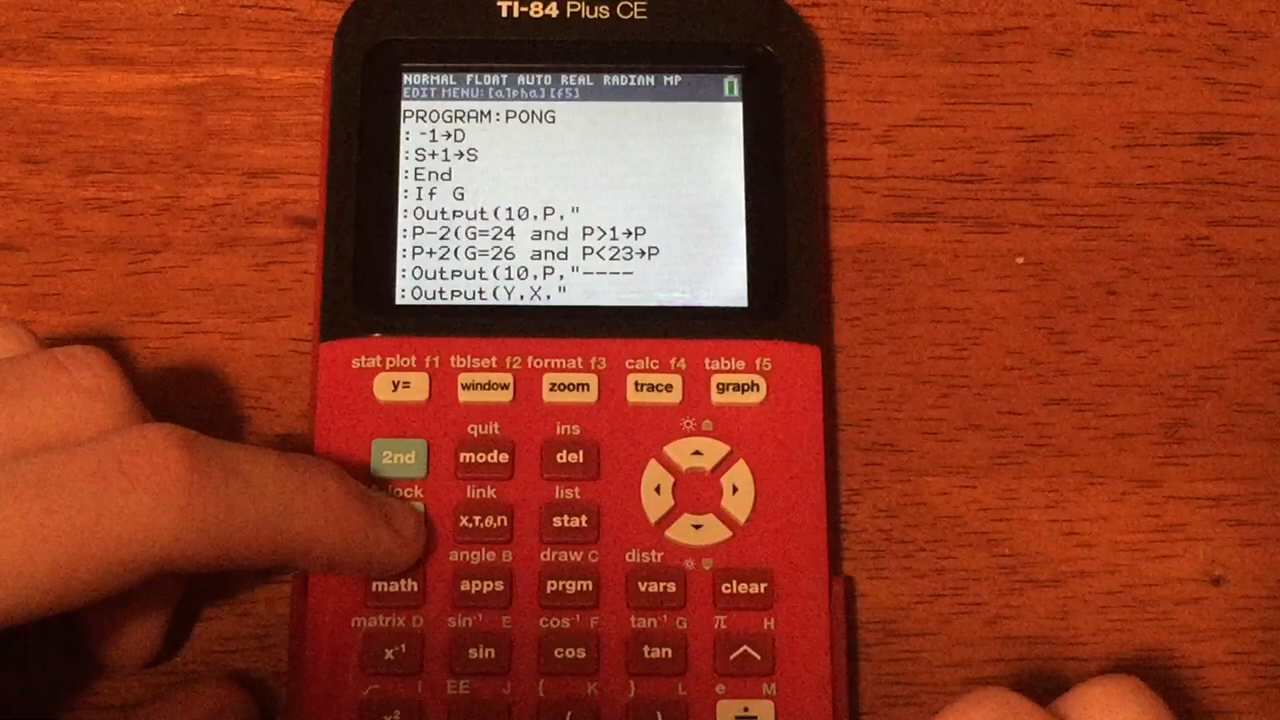 TI-84 Plus CE
NORMAL FLOAT AUTO REAL RADIAN MP
EDIT MENU:[alpha][f5]
PROGRAM:PONG
:-1→D
:S+1→S
:End
:If G
:Output(10,P,"
:P-2(G=24 and P>1→P
:P+2(G=26 and P<23→P
:Output(10,P,"----
:Output(Y,X,"
stat plot f1 tblset f2 format f3 calc f4 table f5
y= window zoom trace graph
quit ins
2nd mode del
lock link list
X,T,θ,n stat
angle B draw C distr
math apps prgm vars clear
matrix D sin⁻¹ E cos⁻¹ F tan⁻¹ G π H
x⁻¹ sin cos tan ^
√ I EE J { K } L e M
x² ( ) ÷